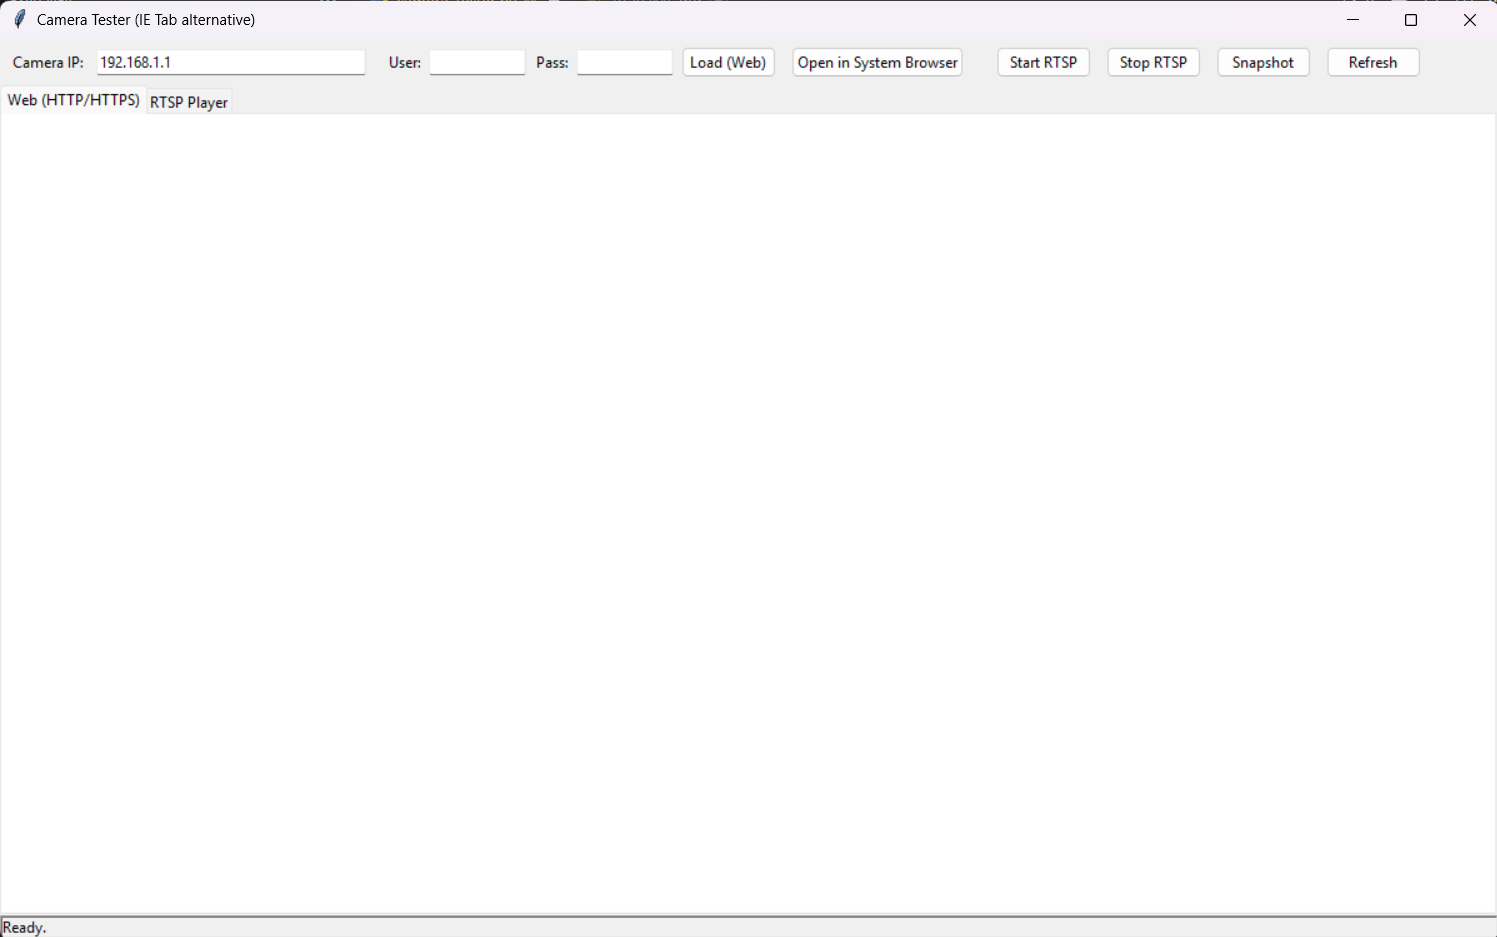 Camera Tester (IE Tab alternative)
Camera IP: 192.168.1.1 User: Pass: Load (Web) Open in System Browser Start RTSP Stop RTSP Snapshot Refresh
Web (HTTP/HTTPS) RTSP Player
Ready.